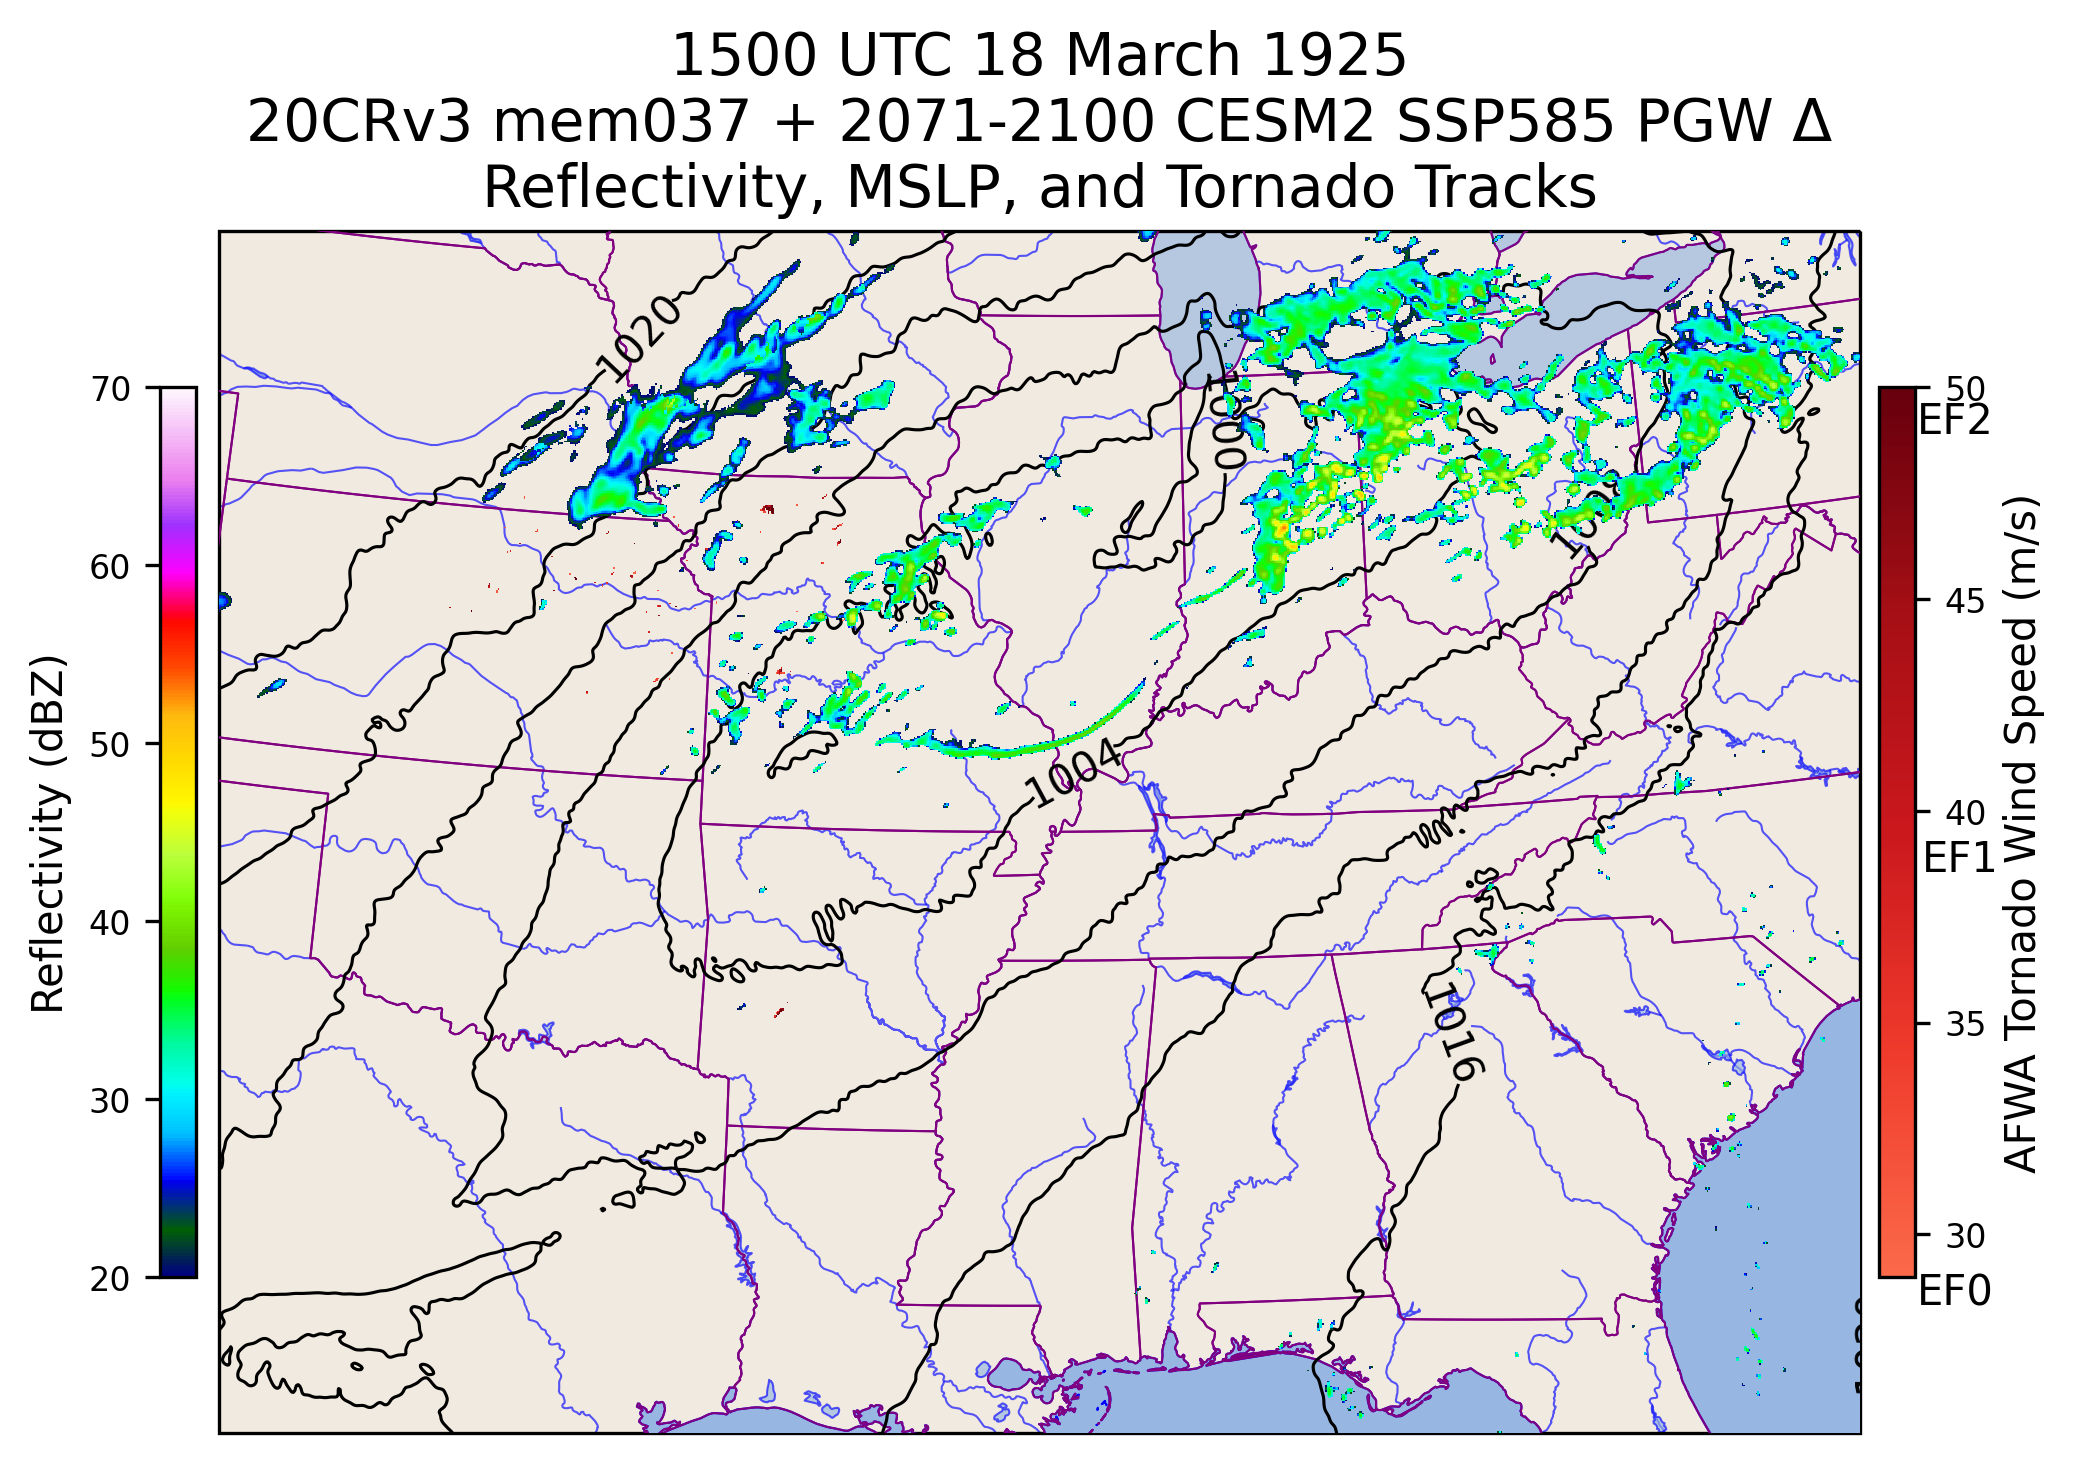 1500 UTC 18 March 1925
20CRv3 mem037 + 2071-2100 CESM2 SSP585 PGW Δ
Reflectivity, MSLP, and Tornado Tracks
70
60
50
40
30
20
Reflectivity (dBZ)
1020
1000
1004
1016
50
EF2
45
40
EF1
35
30
EF0
AFWA Tornado Wind Speed (m/s)